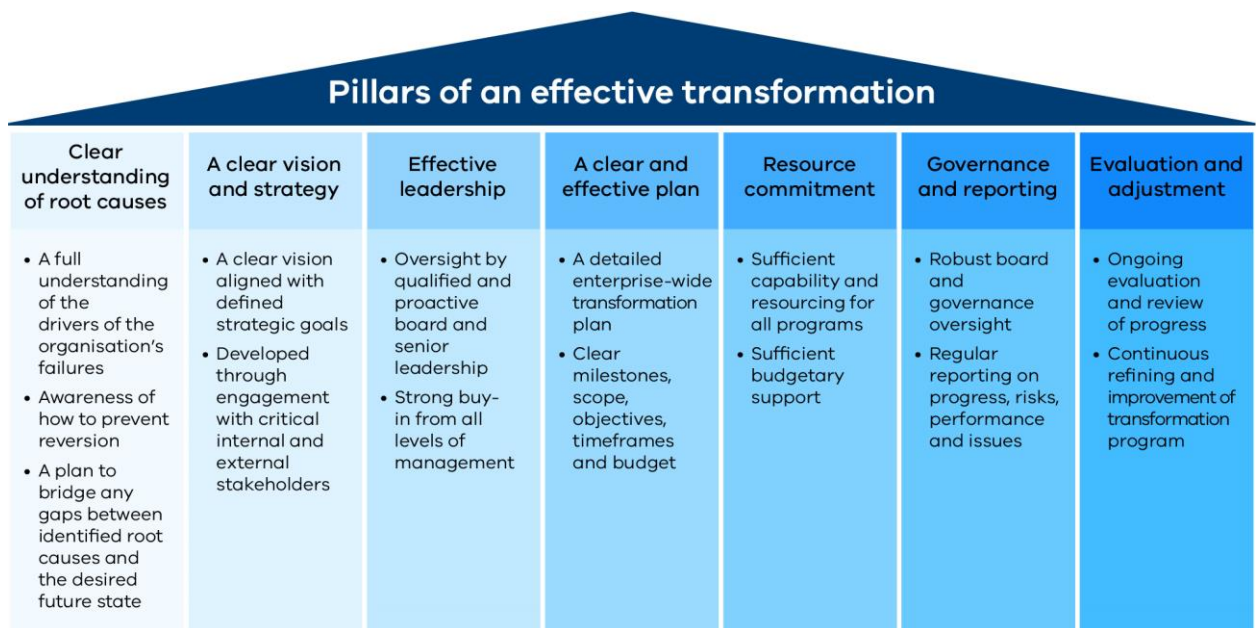 Pillars of an effective transformation
Clear
understanding
of root causes
• A full
understanding
of the
drivers of the
organisation's
failures
• Awareness of
how to prevent
reversion
• A plan to
bridge any
gaps between
identified root
causes and
the desired
future state
A clear vision
and strategy
• A clear vision
aligned with
defined
strategic goals
• Developed
through
engagement
with critical
internal and
external
stakeholders
Effective
leadership
• Oversight by
qualified and
proactive
board and
senior
leadership
• Strong buy-
in from all
levels of
management
A clear and
effective plan
• A detailed
enterprise-wide
transformation
plan
• Clear
milestones,
scope,
objectives,
timeframes
and budget
Resource
commitment
• Sufficient
capability and
resourcing for
all programs
• Sufficient
budgetary
support
Governance
and reporting
• Robust board
and
governance
oversight
• Regular
reporting on
progress, risks,
performance
and issues
Evaluation and
adjustment
• Ongoing
evaluation
and review
of progress
• Continuous
refining and
improvement of
transformation
program